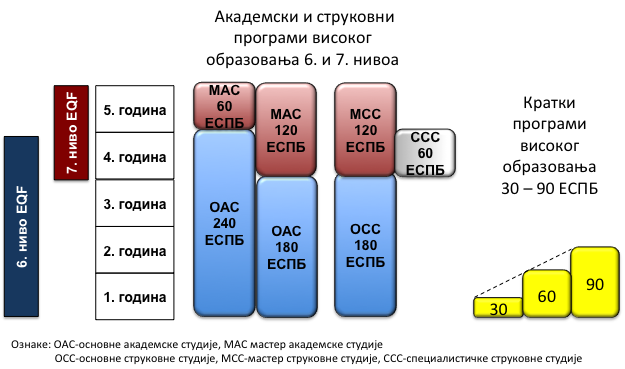 Академски и струковни
програми високог
образовања 6. и 7. нивоа
7. ниво EQF
6. ниво EQF
5. година
4. година
3. година
2. година
1. година
МАС
60
ЕСПБ
ОАС
240
ЕСПБ
МАС
120
ЕСПБ
ОАС
180
ЕСПБ
МСС
120
ЕСПБ
ОСС
180
ЕСПБ
ССС
60
ЕСПБ
Кратки
програми
високог
образовања
30 – 90 ЕСПБ
30
60
90
Ознаке: ОАС-основне академске студије, МАС мастер академске студије
ОСС-основне струковне студије, МСС-мастер струковне студије, ССС-специјалистичке струковне студије